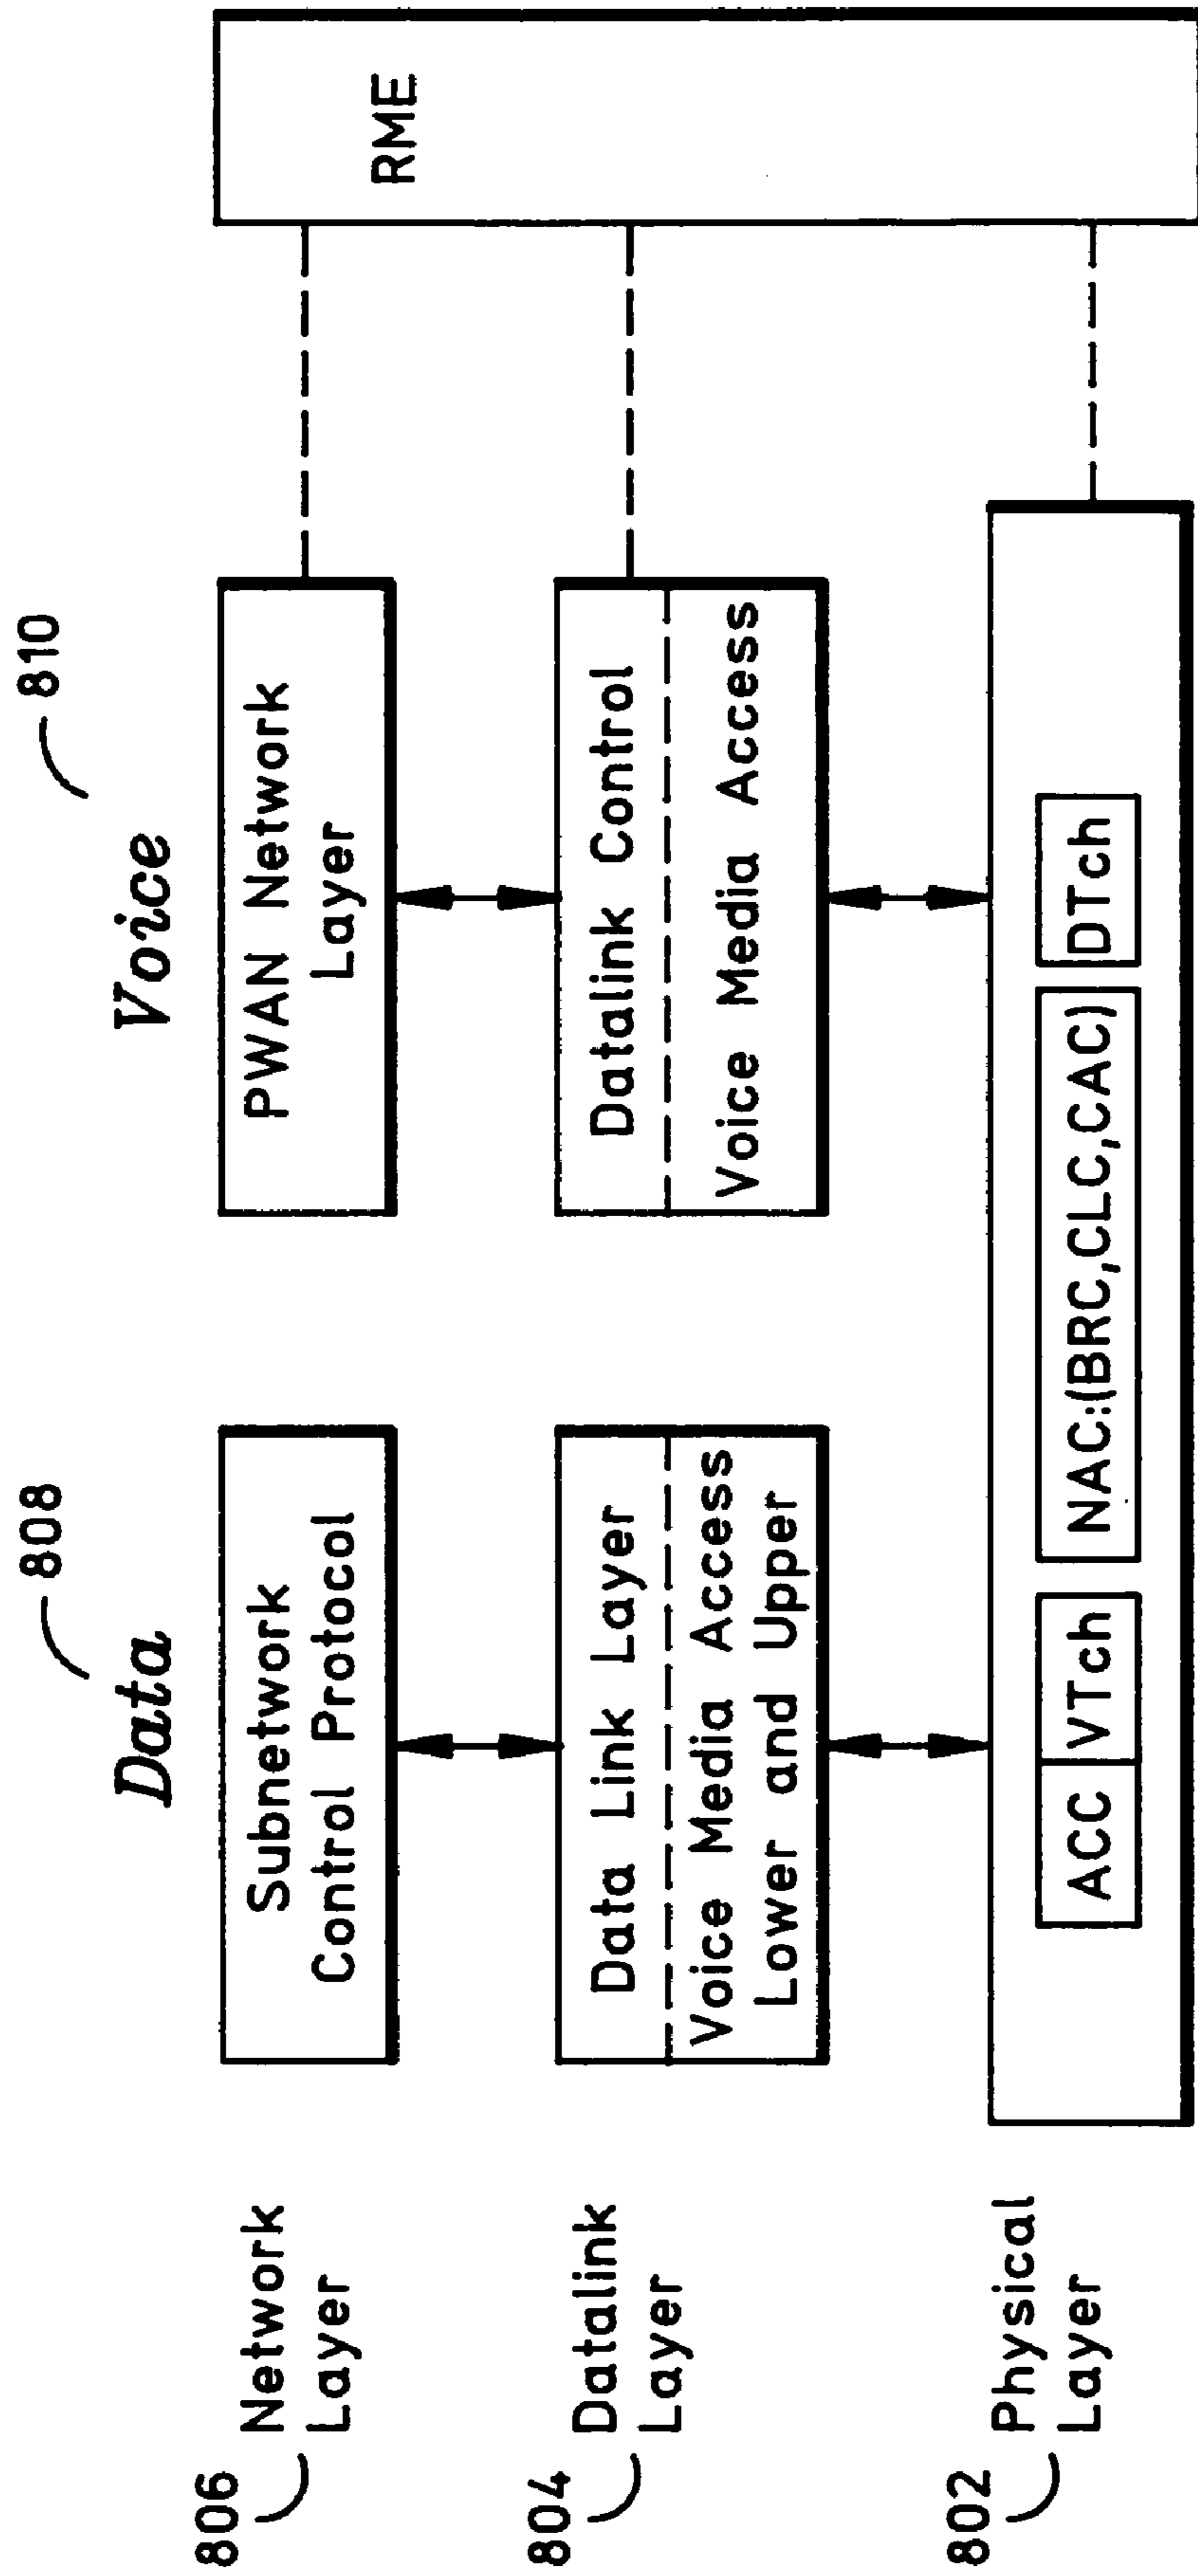 808
810
Data
Voice
806
Network
Layer
Subnetwork
Control Protocol
PWAN Network
Layer
RME
804
Datalink
Layer
Data Link Layer
Voice Media Access
Lower and Upper
Datalink Control
Voice Media Access
802
Physical
Layer
ACC
VTch
NAC:(BRC,CLC,CAC)
DTch